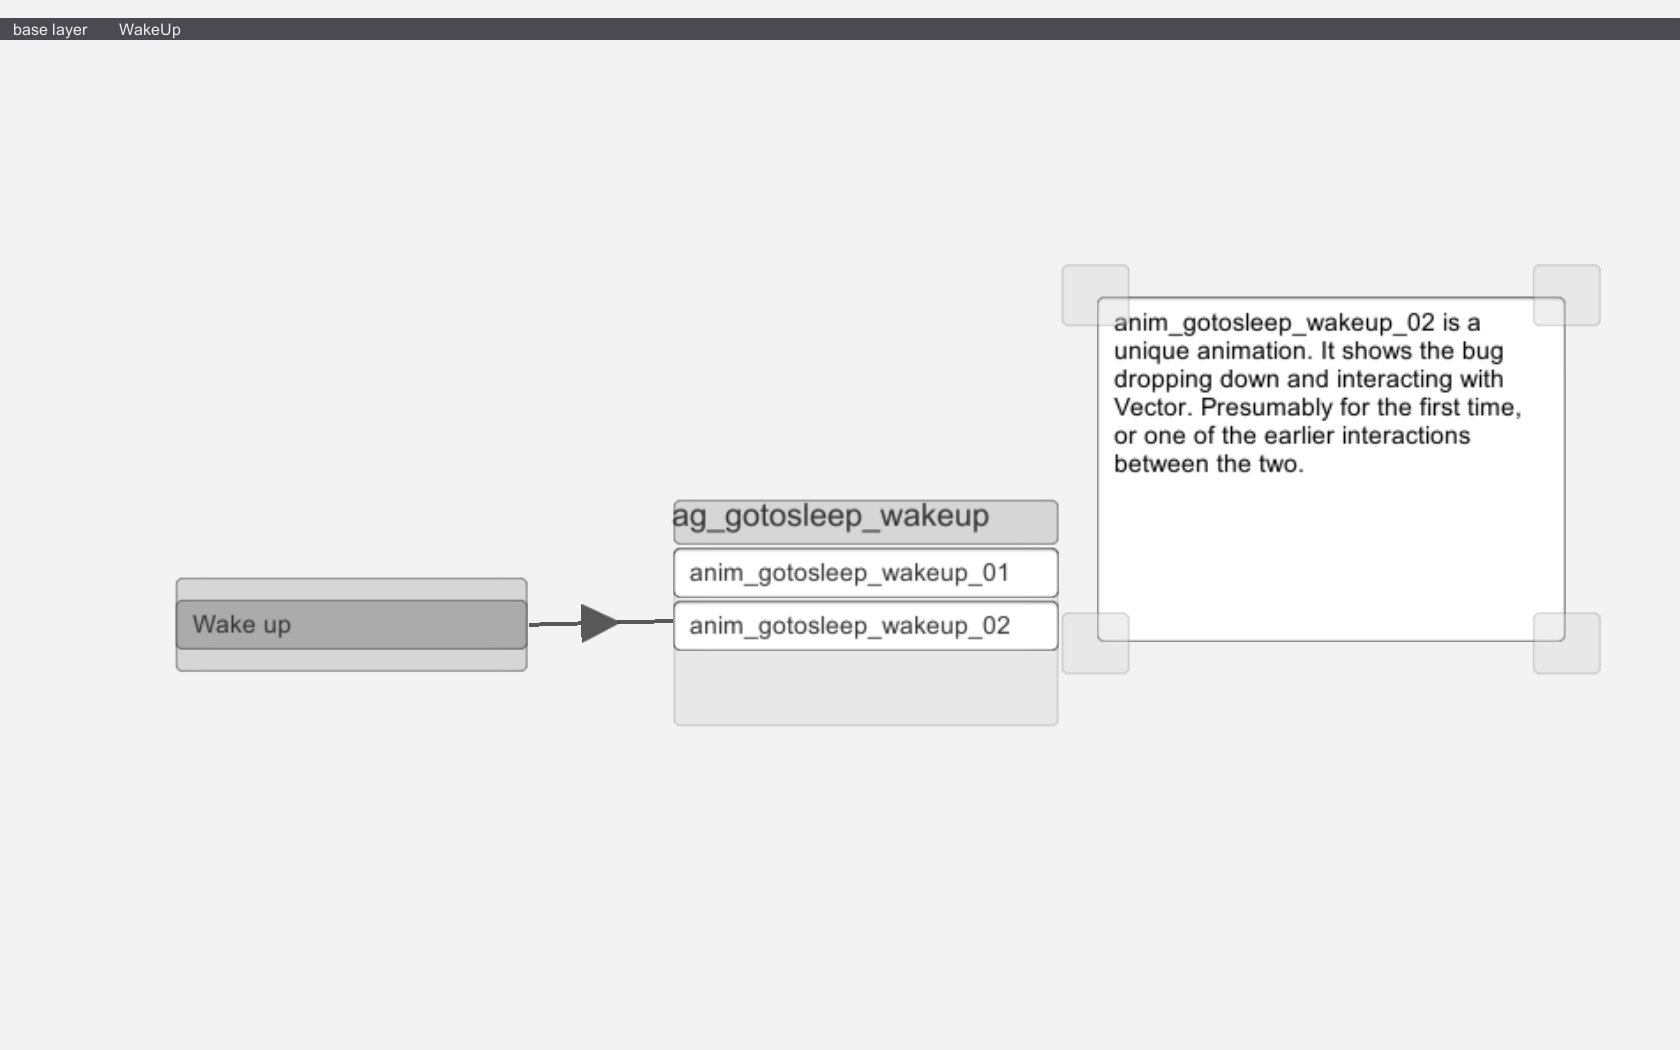 base layer WakeUp
anim_gotosleep_wakeup_02 is a
unique animation. It shows the bug
dropping down and interacting with
Vector. Presumably for the first time,
or one of the earlier interactions
between the two.
ag_gotosleep_wakeup
anim_gotosleep_wakeup_01
Wake up
anim_gotosleep_wakeup_02